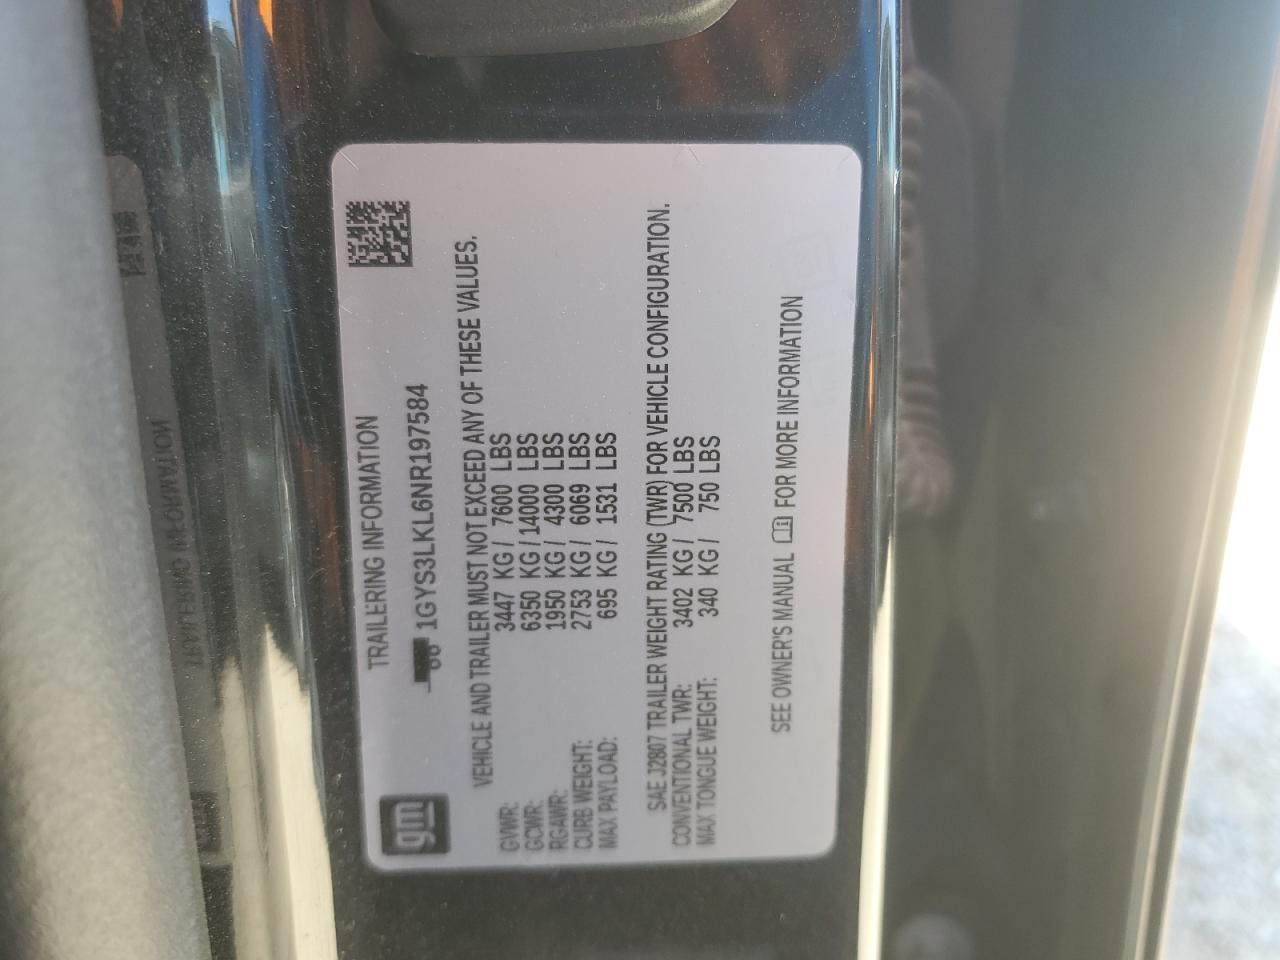 gm
TRAILERING INFORMATION
1GYS3LKL6NR197584
VEHICLE AND TRAILER MUST NOT EXCEED ANY OF THESE VALUES.
GVWR: 3447 KG / 7600 LBS
GCWR: 6350 KG / 14000 LBS
RGAWR: 1950 KG / 4300 LBS
CURB WEIGHT: 2753 KG / 6069 LBS
MAX PAYLOAD: 695 KG / 1531 LBS
SAE J2807 TRAILER WEIGHT RATING (TWR) FOR VEHICLE CONFIGURATION.
CONVENTIONAL TWR: 3402 KG / 7500 LBS
MAX TONGUE WEIGHT: 340 KG / 750 LBS
SEE OWNER'S MANUAL FOR MORE INFORMATION